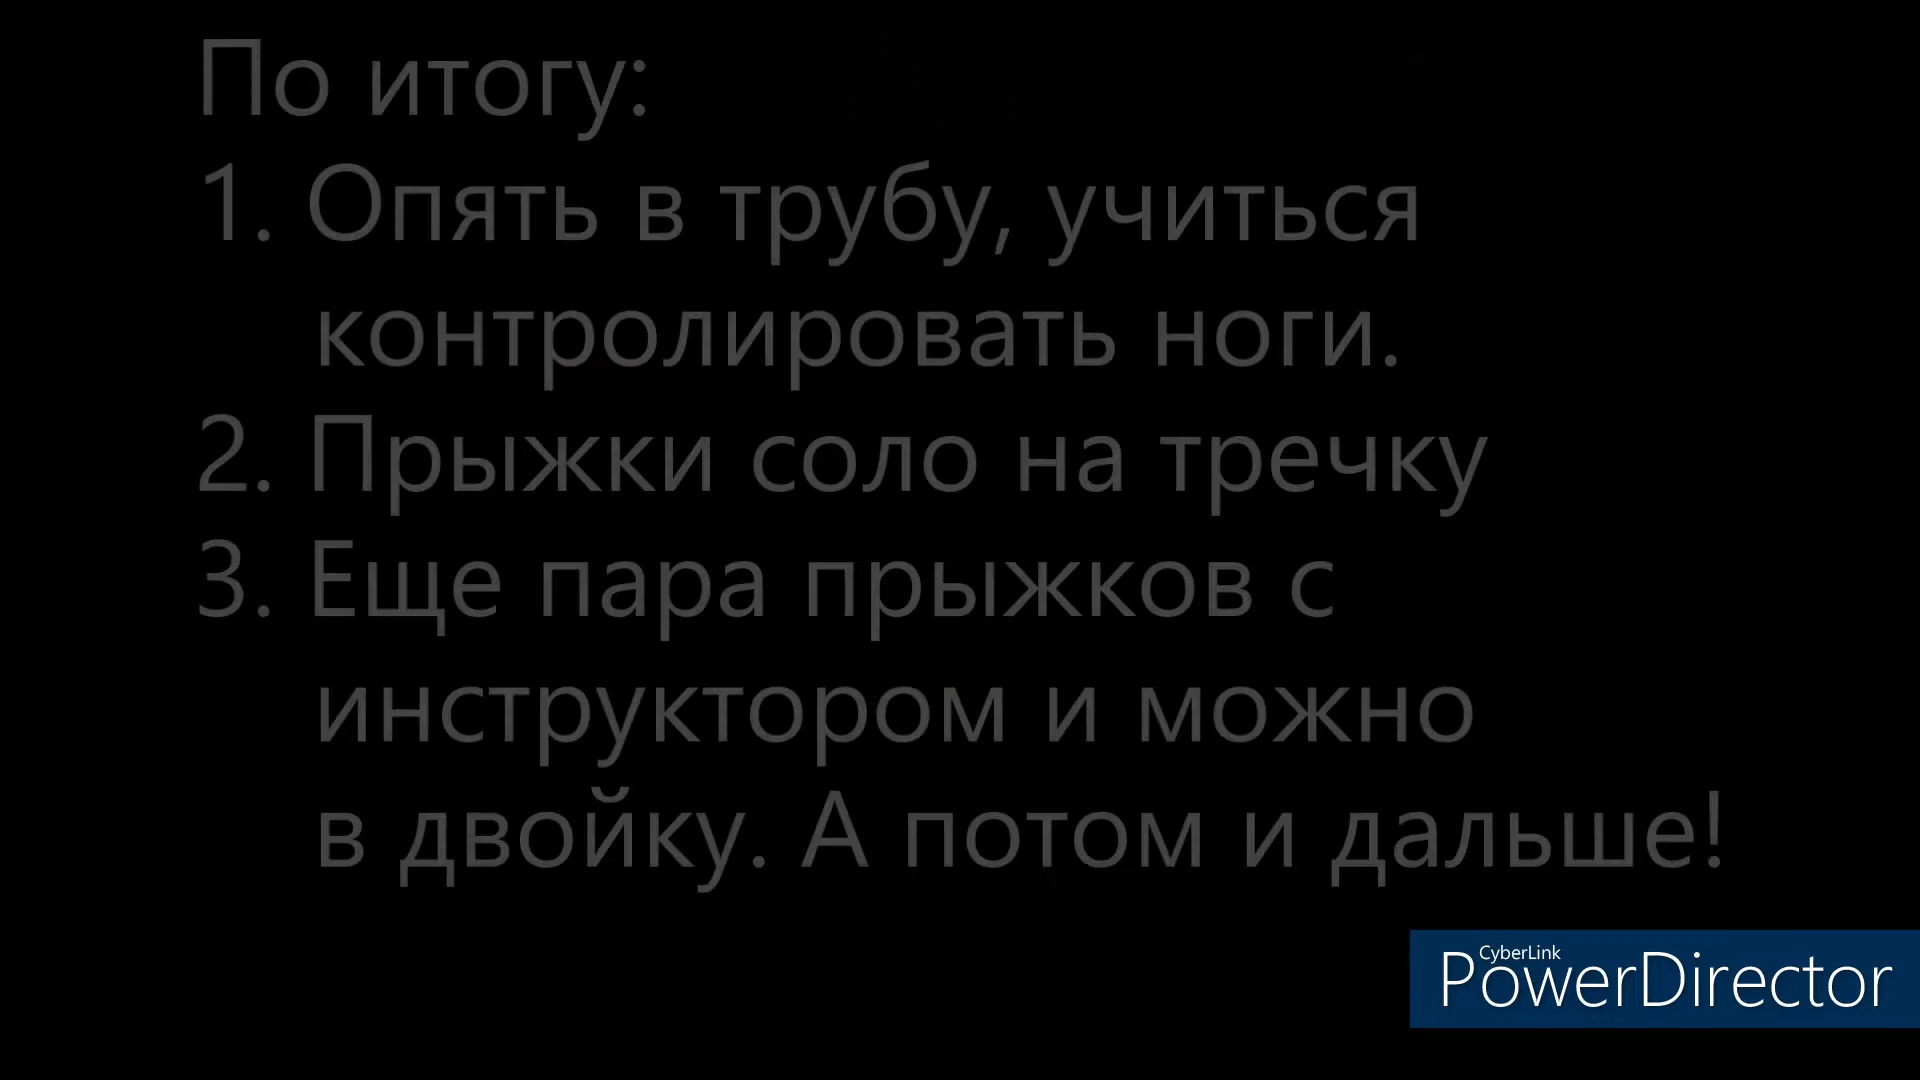 По итогу:
1. Опять в трубу, учиться
контролировать ноги.
2. Прыжки соло на тречку
3. Еще пара прыжков с
инструктором и можно
в двойку. А потом и дальше!
CyberLink
PowerDirector